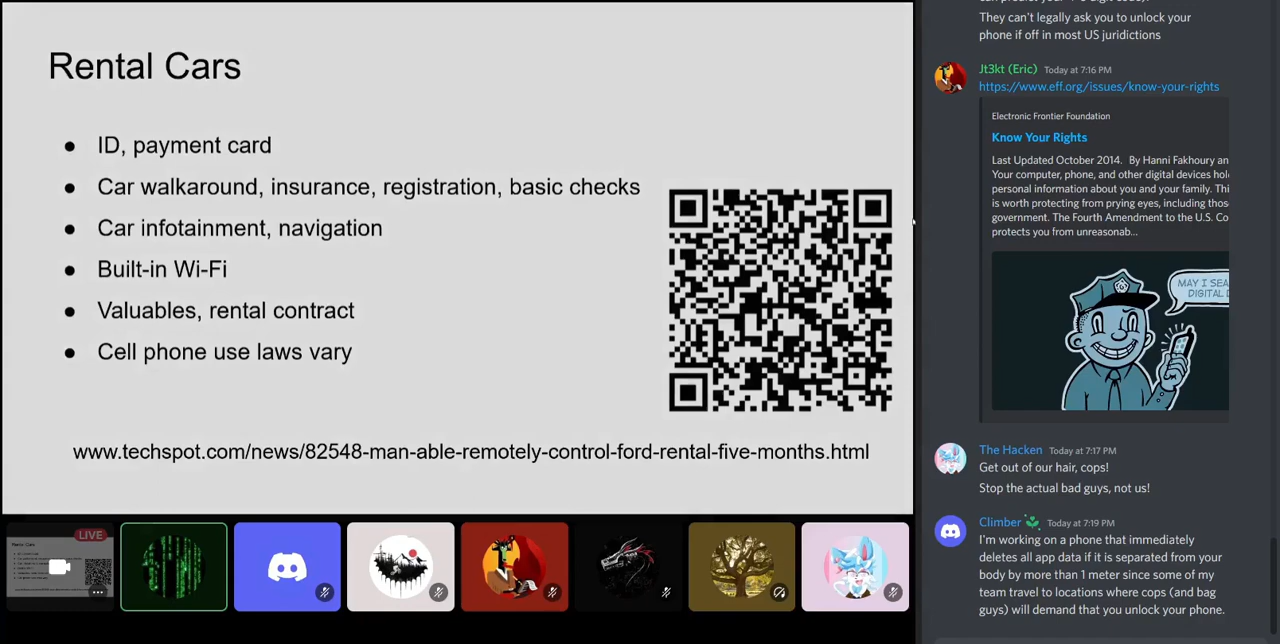 Rental Cars
● ID, payment card
● Car walkaround, insurance, registration, basic checks
● Car infotainment, navigation
● Built-in Wi-Fi
● Valuables, rental contract
● Cell phone use laws vary
www.techspot.com/news/82548-man-able-remotely-control-ford-rental-five-months.html
LIVE
Rental Cars
They can't legally ask you to unlock your
phone if off in most US juridictions
Jt3kt (Eric) Today at 7:16 PM
https://www.eff.org/issues/know-your-rights
Electronic Frontier Foundation
Know Your Rights
Last Updated October 2014. By Hanni Fakhoury an
Your computer, phone, and other digital devices hol
personal information about you and your family. Thi
is worth protecting from prying eyes, including those
government. The Fourth Amendment to the U.S. Co
protects you from unreasonab...
MAY I SEA
DIGITAL D
The Hacken Today at 7:17 PM
Get out of our hair, cops!
Stop the actual bad guys, not us!
Climber Today at 7:19 PM
I'm working on a phone that immediately
deletes all app data if it is separated from your
body by more than 1 meter since some of my
team travel to locations where cops (and bag
guys) will demand that you unlock your phone.